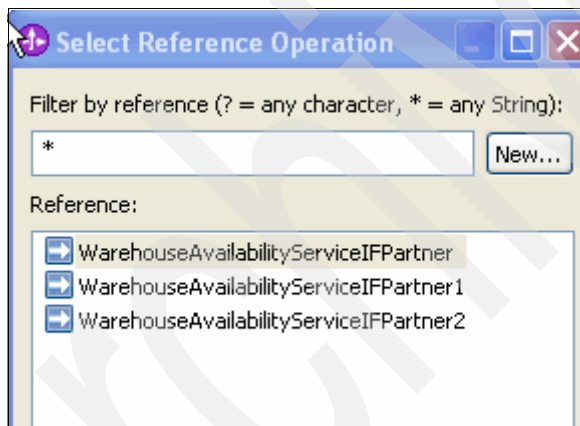 Select Reference Operation
Filter by reference (? = any character, * = any String):
*
New...
Reference:
WarehouseAvailabilityServiceIFPartner
WarehouseAvailabilityServiceIFPartner1
WarehouseAvailabilityServiceIFPartner2